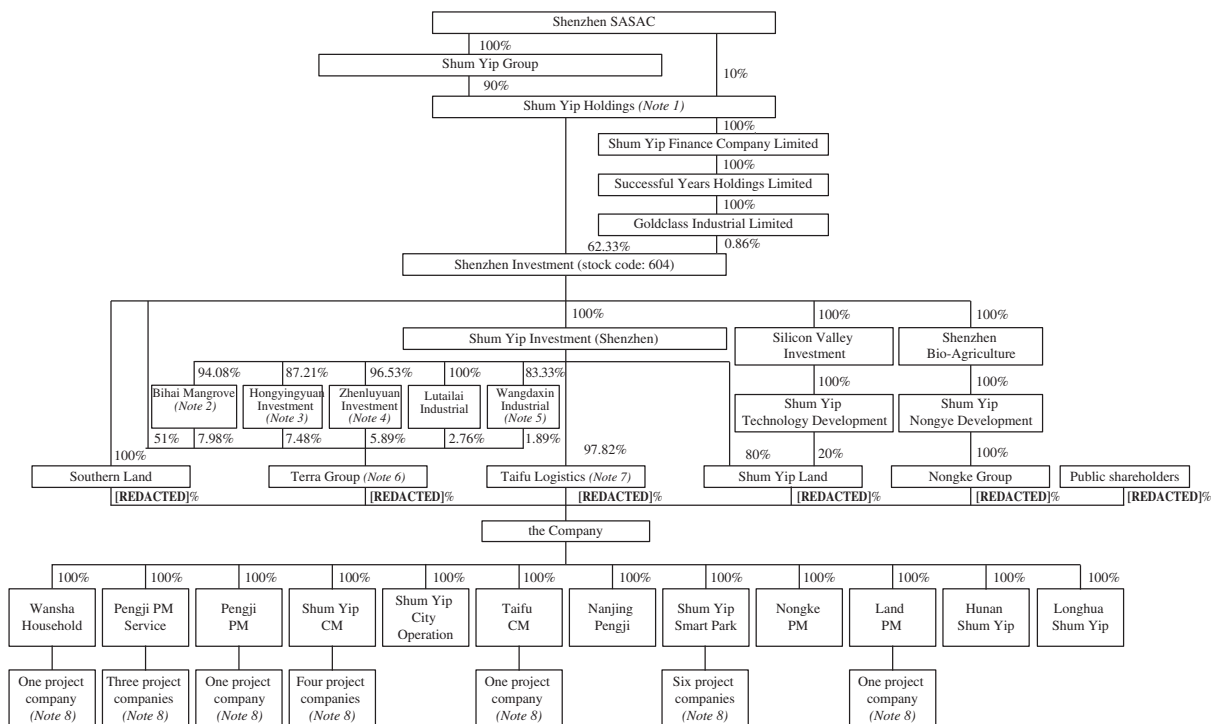 Shenzhen SASAC
100%
Shum Yip Group
10%
90%
Shum Yip Holdings (Note 1)
100%
Shum Yip Finance Company Limited
100%
Successful Years Holdings Limited
100%
Goldclass Industrial Limited
62.33%
0.86%
Shenzhen Investment (stock code: 604)
100%
100%
100%
Shum Yip Investment (Shenzhen)
Silicon Valley
Investment
Shenzhen
Bio-Agriculture
94.08%
87.21%
96.53%
100%
83.33%
Bihai Mangrove
(Note 2)
Hongyingyuan
Investment
(Note 3)
Zhenluyuan
Investment
(Note 4)
Lutailai
Industrial
Wangdaxin
Industrial
(Note 5)
100%
100%
Shum Yip
Technology Development
Shum Yip
Nongye Development
51%
7.98%
7.48%
5.89%
2.76%
1.89%
100%
97.82%
80%
20%
100%
Southern Land
Terra Group (Note 6)
Taifu Logistics (Note 7)
Shum Yip Land
Nongke Group
Public shareholders
[REDACTED]%
[REDACTED]%
[REDACTED]%
[REDACTED]%
[REDACTED]%
[REDACTED]%
the Company
100%
100%
100%
100%
100%
100%
100%
100%
100%
100%
100%
100%
Wansha
Household
Pengji PM
Service
Pengji
PM
Shum Yip
CM
Shum Yip
City
Operation
Taifu
CM
Nanjing
Pengji
Shum Yip
Smart Park
Nongke
PM
Land
PM
Hunan
Shum Yip
Longhua
Shum Yip
One project
company
(Note 8)
Three project
companies
(Note 8)
One project
company
(Note 8)
Four project
companies
(Note 8)
One project
company
(Note 8)
Six project
companies
(Note 8)
One project
company
(Note 8)